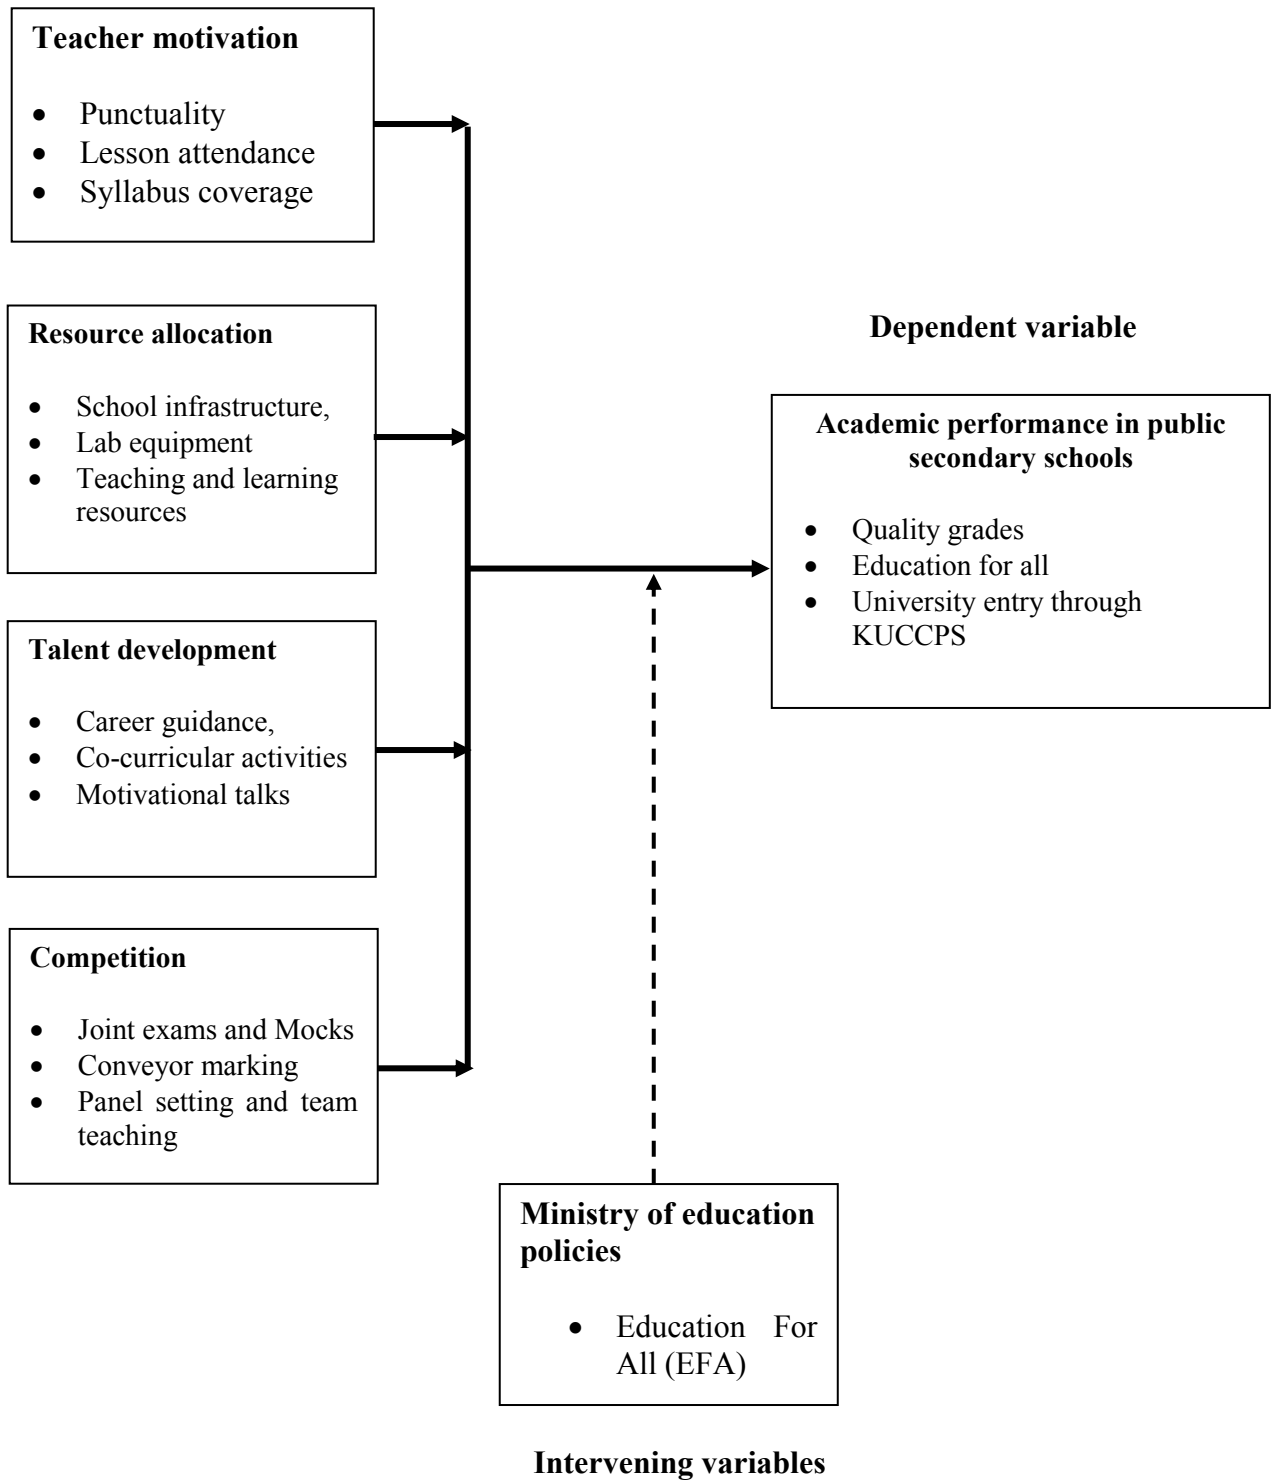 Teacher motivation
• Punctuality
• Lesson attendance
• Syllabus coverage
Resource allocation
• School infrastructure,
• Lab equipment
• Teaching and learning
resources
Talent development
• Career guidance,
• Co-curricular activities
• Motivational talks
Competition
• Joint exams and Mocks
• Conveyor marking
• Panel setting and team
teaching
Dependent variable
Academic performance in public
secondary schools
• Quality grades
• Education for all
• University entry through
KUCCPS
Ministry of education
policies
• Education For
All (EFA)
Intervening variables